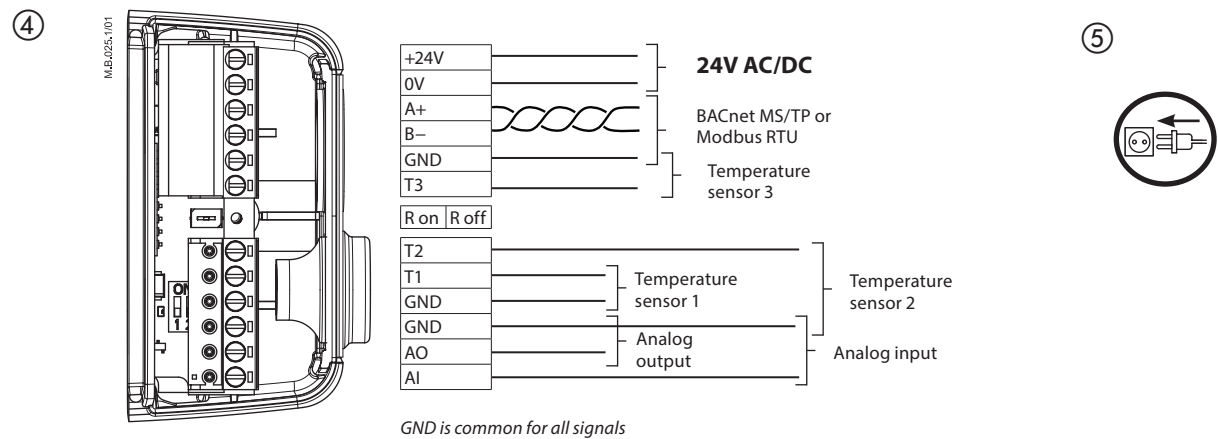 ④
⑤
M.B.025.1/01
+24V
0V
24V AC/DC
A+
B−
BACnet MS/TP or
Modbus RTU
GND
T3
Temperature
sensor 3
R on R off
T2
T1
GND
Temperature
sensor 1
Temperature
sensor 2
GND
AO
AI
Analog
output
Analog input
ON
1 2
GND is common for all signals